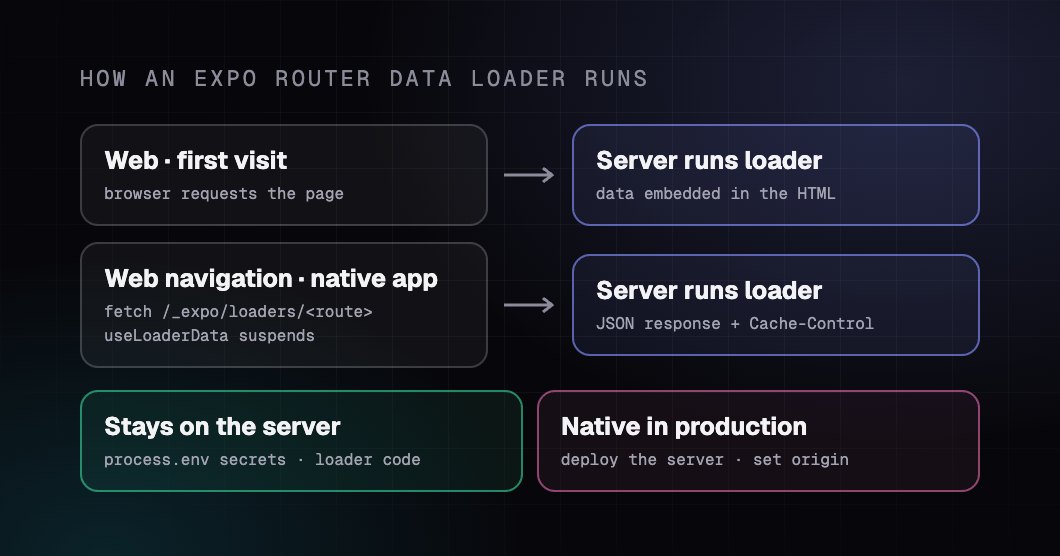 HOW AN EXPO ROUTER DATA LOADER RUNS
Web · first visit
browser requests the page
Server runs loader
data embedded in the HTML
Web navigation · native app
fetch /_expo/loaders/<route>
useLoaderData suspends
Server runs loader
JSON response + Cache-Control
Stays on the server
process.env secrets · loader code
Native in production
deploy the server · set origin